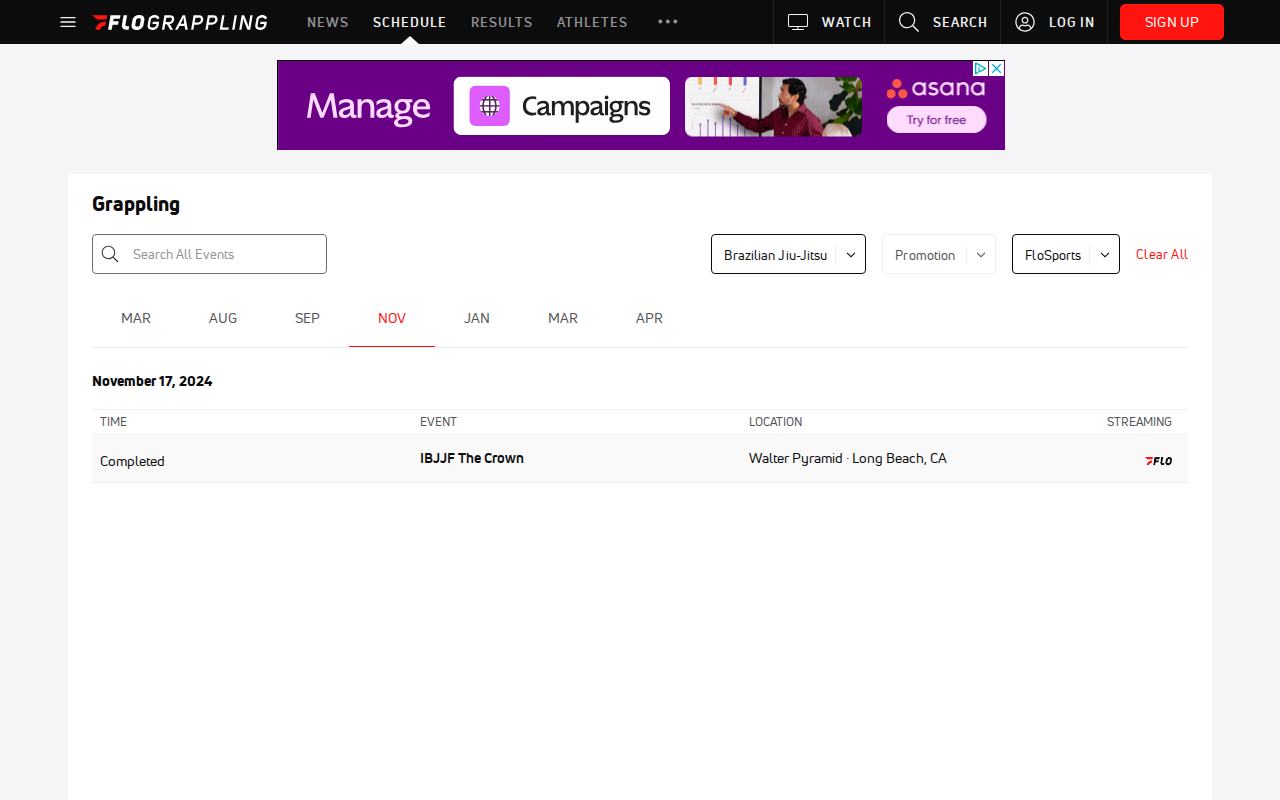 FLOGRAPPLING NEWS SCHEDULE RESULTS ATHLETES WATCH SEARCH LOG IN SIGN UP
Manage Campaigns asana
Try for free
Grappling
Search All Events Brazilian Jiu-Jitsu Promotion FloSports Clear All
MAR AUG SEP NOV JAN MAR APR
November 17, 2024
TIME EVENT LOCATION STREAMING
Completed IBJJF The Crown Walter Pyramid · Long Beach, CA FLO